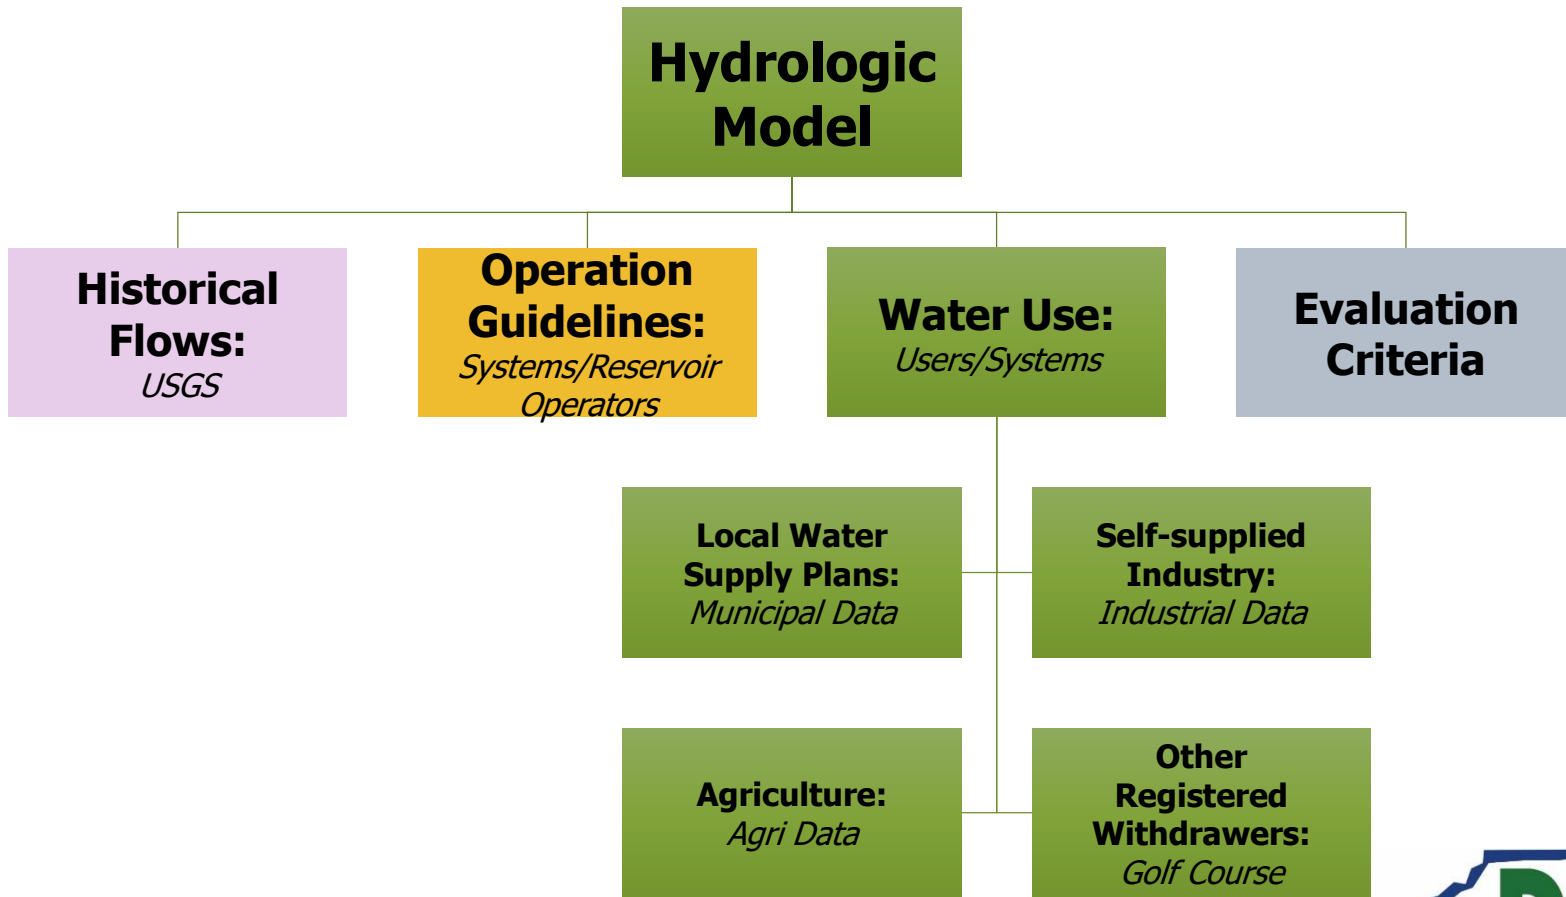 Hydrologic
Model
Historical
Flows:
USGS
Operation
Guidelines:
Systems/Reservoir
Operators
Water Use:
Users/Systems
Evaluation
Criteria
Local Water
Supply Plans:
Municipal Data
Self-supplied
Industry:
Industrial Data
Agriculture:
Agri Data
Other
Registered
Withdrawers:
Golf Course